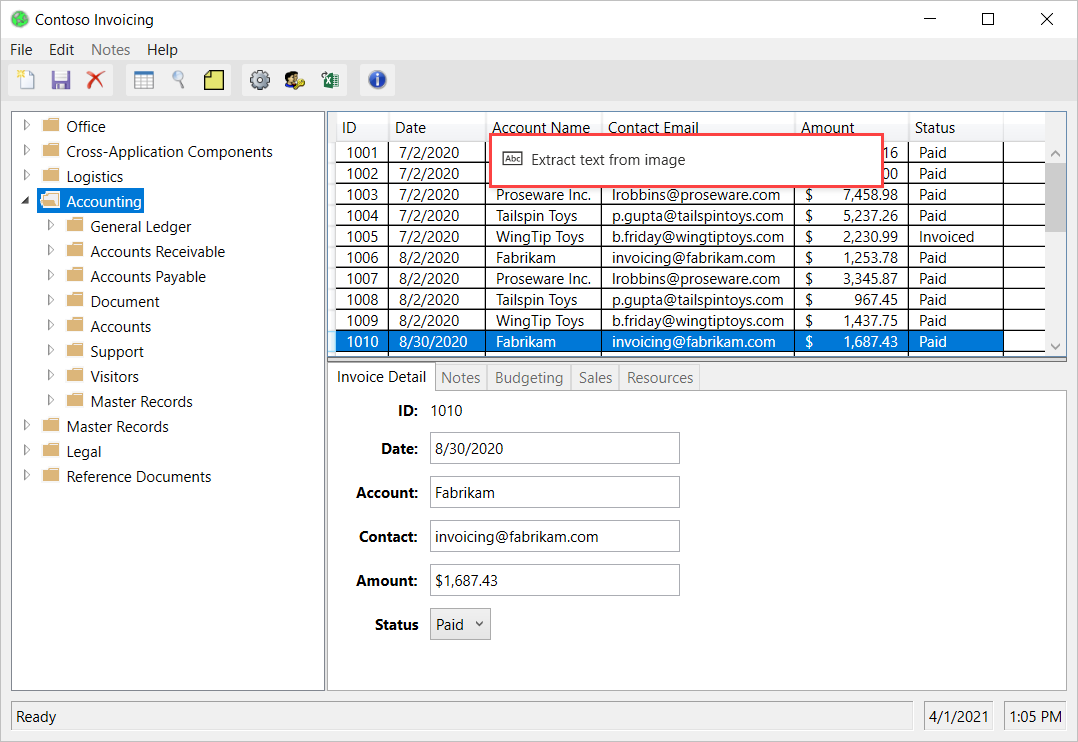 Contoso Invoicing
File Edit Notes Help
Office
Cross-Application Components
Logistics
Accounting
General Ledger
Accounts Receivable
Accounts Payable
Document
Accounts
Support
Visitors
Master Records
Master Records
Legal
Reference Documents
ID Date Account Name Contact Email Amount Status
Abc Extract text from image
1001 7/2/2020 16 Paid
1002 7/2/2020 00 Paid
1003 7/2/2020 Proseware Inc. lrobbins@proseware.com $ 7,458.98 Paid
1004 7/2/2020 Tailspin Toys p.gupta@tailspintoys.com $ 5,237.26 Paid
1005 7/2/2020 WingTip Toys b.friday@wingtiptoys.com $ 2,230.99 Invoiced
1006 8/2/2020 Fabrikam invoicing@fabrikam.com $ 1,253.78 Paid
1007 8/2/2020 Proseware Inc. lrobbins@proseware.com $ 3,345.87 Paid
1008 8/2/2020 Tailspin Toys p.gupta@tailspintoys.com $ 967.45 Paid
1009 8/2/2020 WingTip Toys b.friday@wingtiptoys.com $ 1,437.75 Paid
1010 8/30/2020 Fabrikam invoicing@fabrikam.com $ 1,687.43 Paid
Invoice Detail Notes Budgeting Sales Resources
ID: 1010
Date: 8/30/2020
Account: Fabrikam
Contact: invoicing@fabrikam.com
Amount: $1,687.43
Status Paid
Ready 4/1/2021 1:05 PM